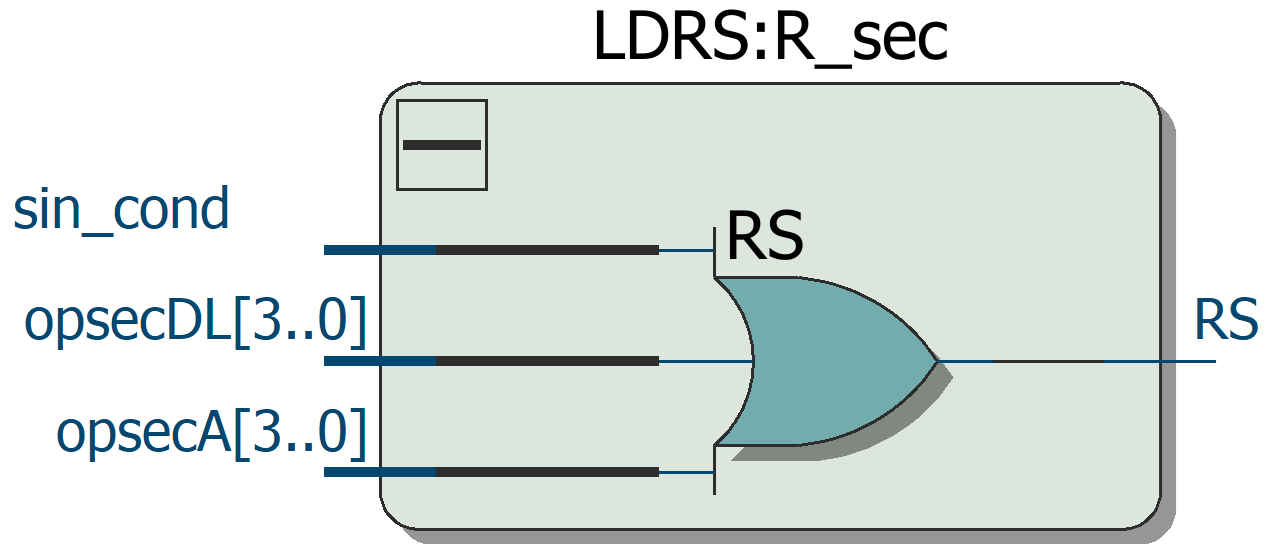 LDRS:R_sec
sin_cond
RS
opsecDL[3..0]
RS
opsecA[3..0]